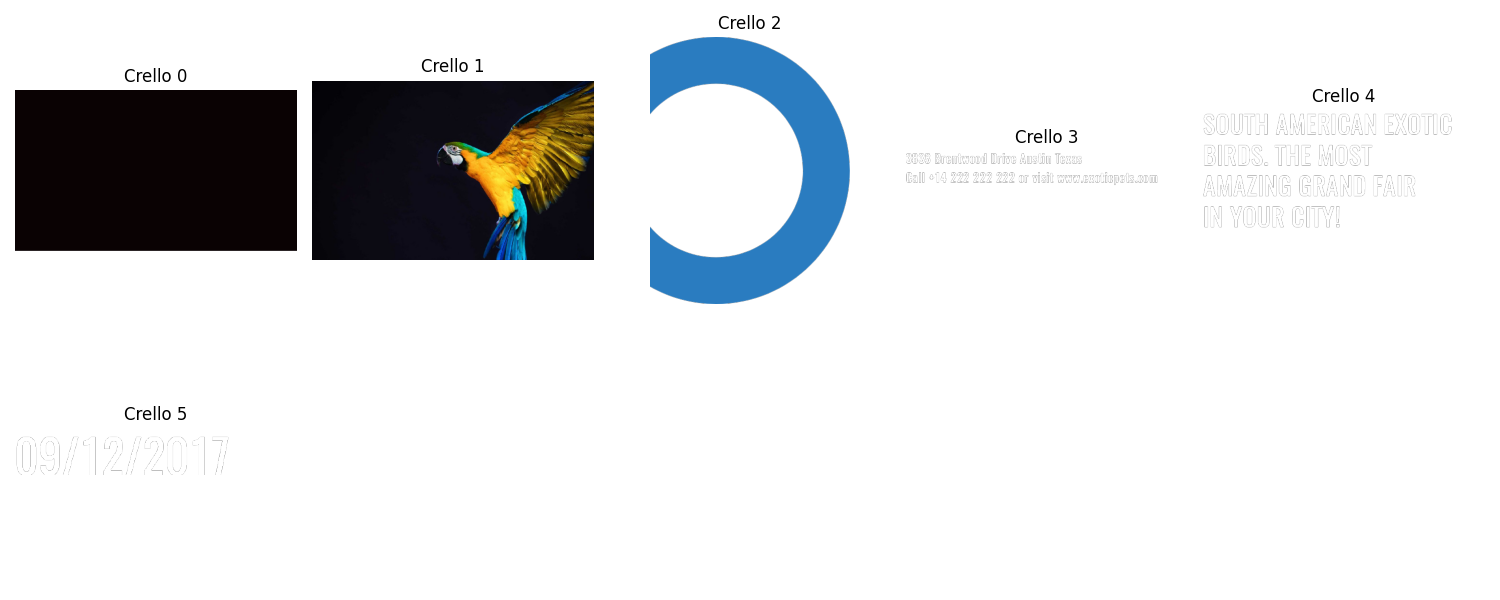 Crello 0
Crello 1
Crello 2
Crello 3
3635 Brentwood Drive Austin Texas
Call +14 222 222 222 or visit www.exoticpets.com
Crello 4
SOUTH AMERICAN EXOTIC
BIRDS. THE MOST
AMAZING GRAND FAIR
IN YOUR CITY!
Crello 5
09/12/2017